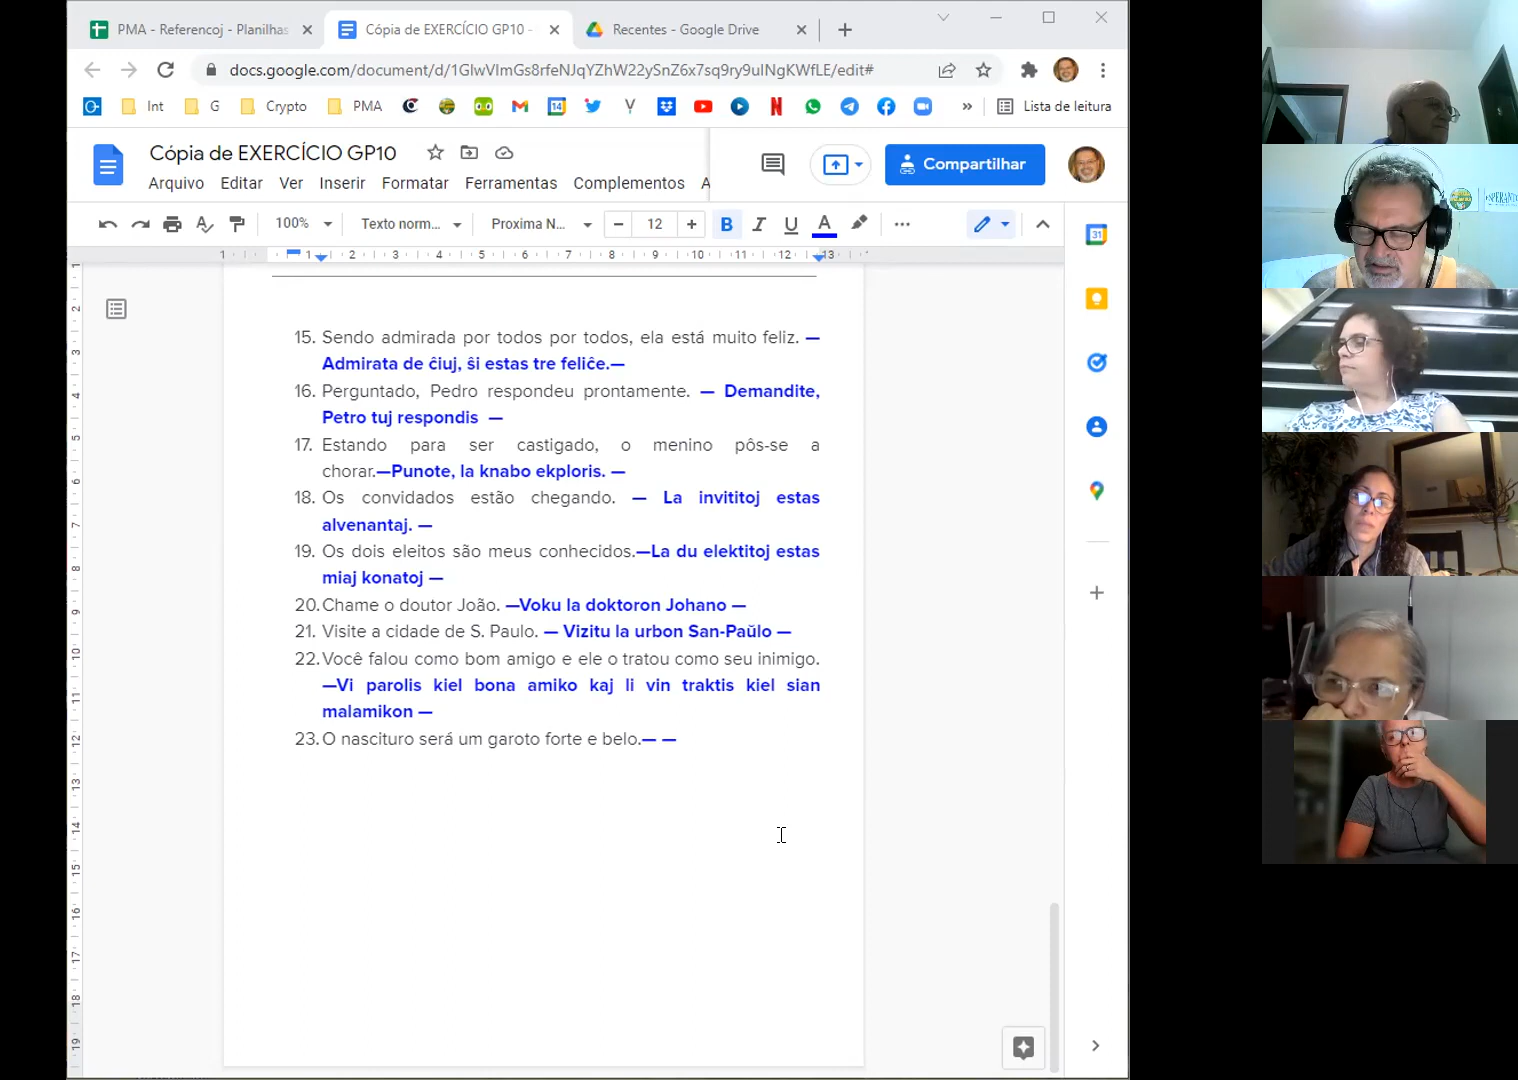 PMA - Referencoj - Planilhas
Cópia de EXERCÍCIO GP10 -
Recentes - Google Drive
docs.google.com/document/d/1GlwVlmGs8rfeNJqYZhW22ySnZ6x7sq9ry9ulNgKWfLE/edit#
Int
G
Crypto
PMA
Lista de leitura
Cópia de EXERCÍCIO GP10
Arquivo Editar Ver Inserir Formatar Ferramentas Complementos A
Compartilhar
100% Texto norm... Proxima N... 12
15. Sendo admirada por todos por todos, ela está muito feliz. —
Admirata de ĉiuj, ŝi estas tre feliĉe.—
16. Perguntado, Pedro respondeu prontamente. — Demandite,
Petro tuj respondis —
17. Estando para ser castigado, o menino pôs-se a
chorar.—Punote, la knabo ekploris. —
18. Os convidados estão chegando. — La invititoj estas
alvenantaj. —
19. Os dois eleitos são meus conhecidos.—La du elektitoj estas
miaj konatoj —
20. Chame o doutor João. —Voku la doktoron Johano —
21. Visite a cidade de S. Paulo. — Vizitu la urbon San-Paŭlo —
22. Você falou como bom amigo e ele o tratou como seu inimigo.
—Vi parolis kiel bona amiko kaj li vin traktis kiel sian
malamikon —
23. O nascituro será um garoto forte e belo.— —